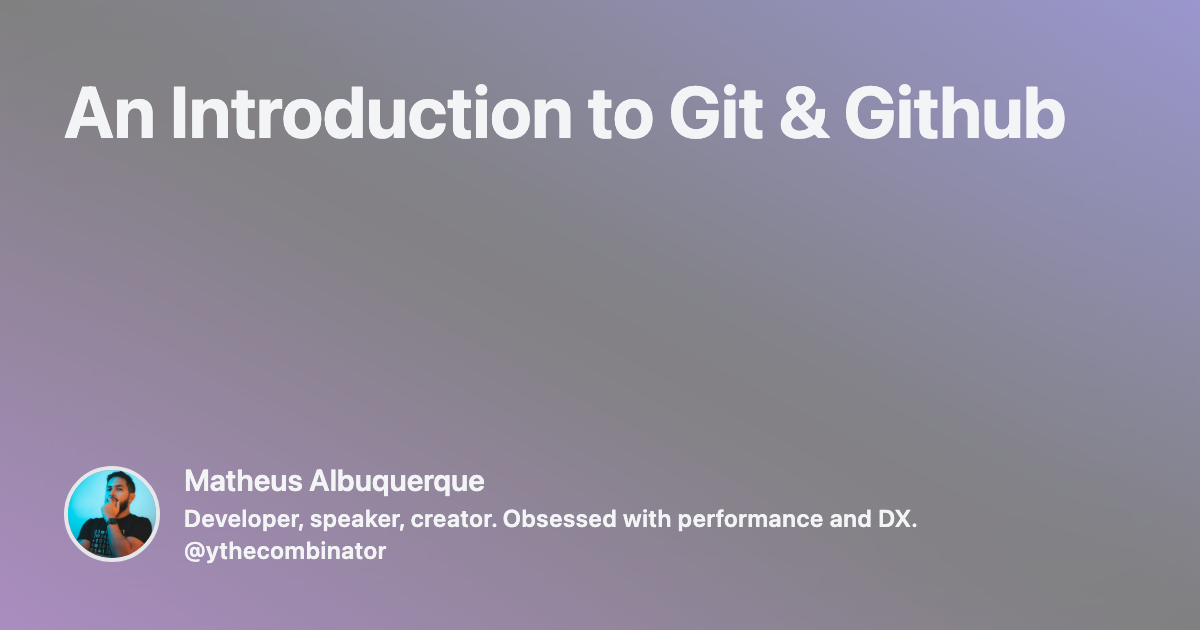 An Introduction to Git & Github
Matheus Albuquerque
Developer, speaker, creator. Obsessed with performance and DX.
@ythecombinator